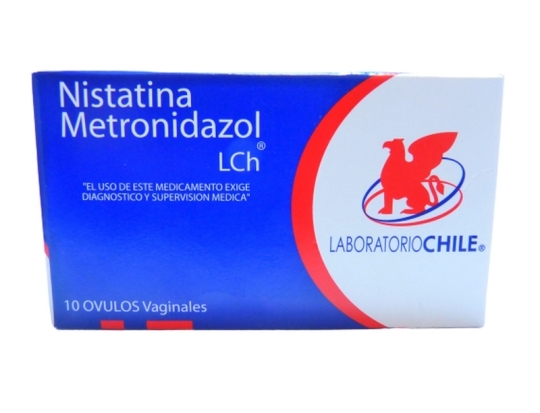 Nistatina
Metronidazol
LCh®
"EL USO DE ESTE MEDICAMENTO EXIGE
DIAGNOSTICO Y SUPERVISION MEDICA"
LABORATORIOCHILE®
10 OVULOS Vaginales